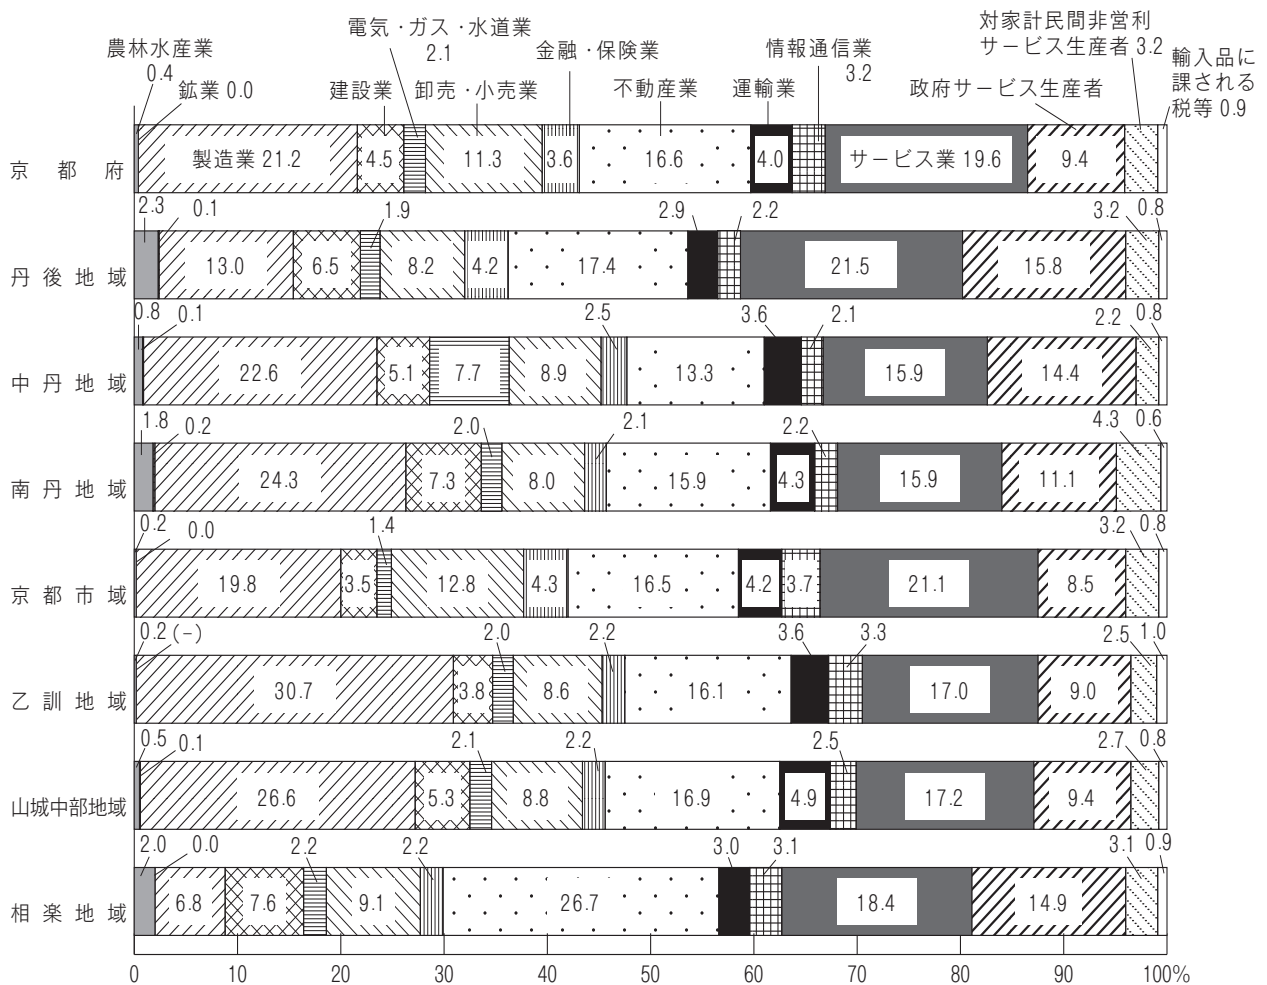 農林水産業
0.4
鉱業 0.0
電気・ガス・水道業
2.1
建設業
卸売・小売業
金融・保険業
不動産業
運輸業
情報通信業
3.2
政府サービス生産者
対家計民間非営利
サービス生産者 3.2
輸入品に
課される
税等 0.9
京都府
製造業 21.2
4.5
11.3
3.6
16.6
4.0
サービス業 19.6
9.4
2.3 0.1 1.9 2.9 2.2 3.2 0.8
丹後地域
13.0 6.5 8.2 4.2 17.4 21.5 15.8
0.8 0.1 2.5 3.6 2.1 2.2 0.8
中丹地域
22.6 5.1 7.7 8.9 13.3 15.9 14.4
1.8 0.2 2.0 2.1 2.2 4.3 0.6
南丹地域
24.3 7.3 8.0 15.9 4.3 15.9 11.1
0.2 0.0 1.4 3.2 0.8
京都市域
19.8 3.5 12.8 4.3 16.5 4.2 3.7 21.1 8.5
0.2 (-) 2.0 2.2 3.6 3.3 2.5 1.0
乙訓地域
30.7 3.8 8.6 16.1 17.0 9.0
0.5 0.1 2.1 2.2 2.5 2.7 0.8
山城中部地域
26.6 5.3 8.8 16.9 4.9 17.2 9.4
2.0 0.0 2.2 2.2 3.0 3.1 3.1 0.9
相楽地域
6.8 7.6 9.1 26.7 18.4 14.9
0 10 20 30 40 50 60 70 80 90 100%